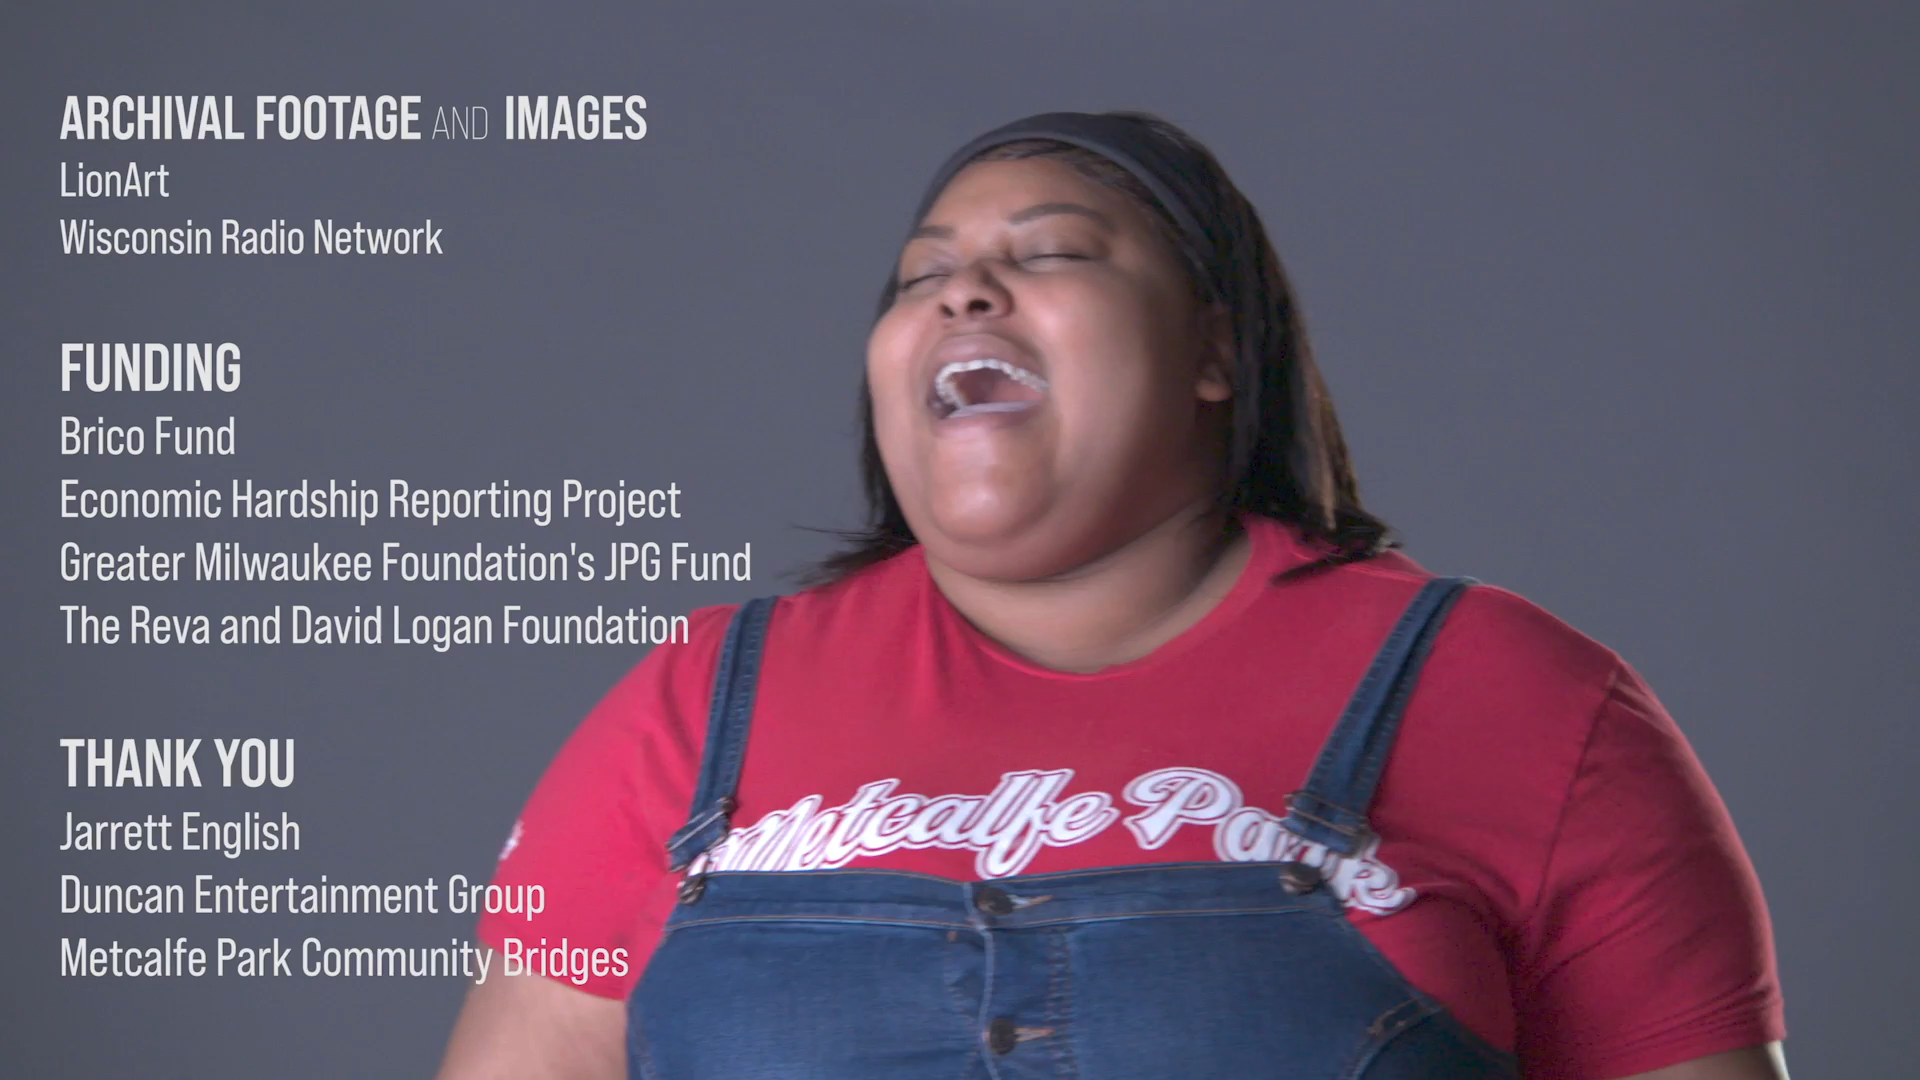 ARCHIVAL FOOTAGE AND IMAGES
LionArt
Wisconsin Radio Network
FUNDING
Brico Fund
Economic Hardship Reporting Project
Greater Milwaukee Foundation's JPG Fund
The Reva and David Logan Foundation
THANK YOU
Jarrett English
Duncan Entertainment Group
Metcalfe Park Community Bridges
Metcalfe Park